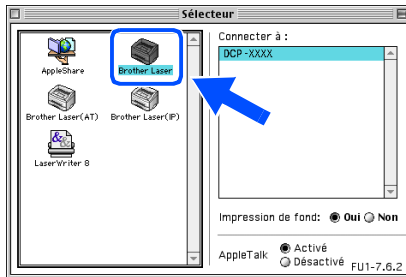 Sélecteur
AppleShare
Brother Laser
Brother Laser(AT)
Brother Laser(IP)
LaserWriter 8
Connecter à :
DCP-XXXX
Impression de fond: Oui Non
AppleTalk Activé
Désactivé
FU1-7.6.2